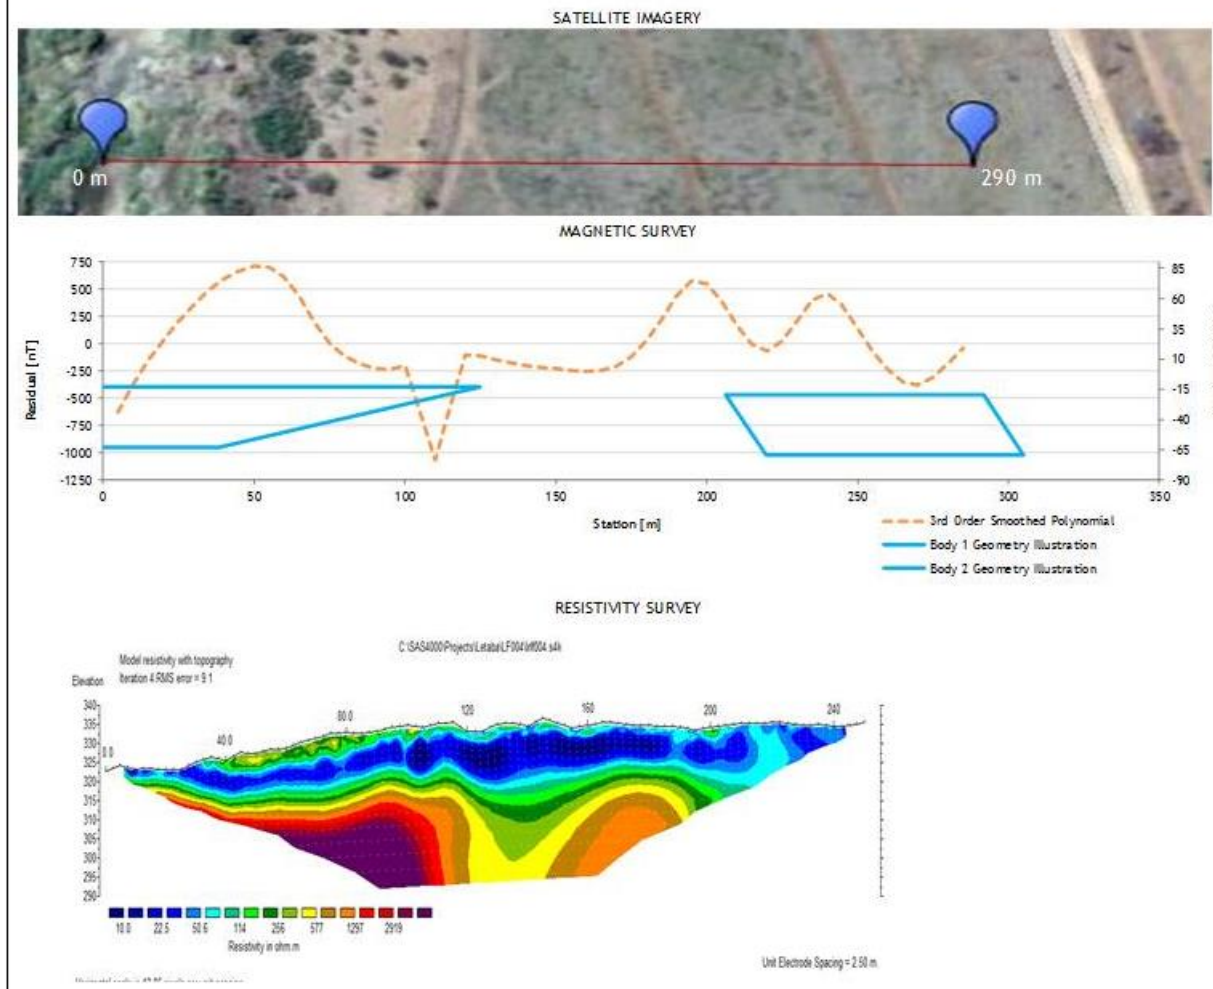 SATELLITE IMAGERY
0 m
290 m
MAGNETIC SURVEY
Residual [nT]
750
500
250
0
-250
-500
-750
-1000
-1250
85
60
35
10
-15
-40
-65
-90
0 50 100 150 200 250 300 350
Station [m]
3rd Order Smoothed Polynomial
Body 1 Geometry Illustration
Body 2 Geometry Illustration
RESISTIVITY SURVEY
Model resistivity with topography
Iteration 4 RMS error = 9.1
Elevation
340
335
330
325
320
315
310
305
300
295
290
0.0 40.0 80.0 120 160 200 240
10.0 22.5 50.6 114 256 577 1297 2919
Resistivity in ohm.m
Unit Electrode Spacing = 2.50 m.